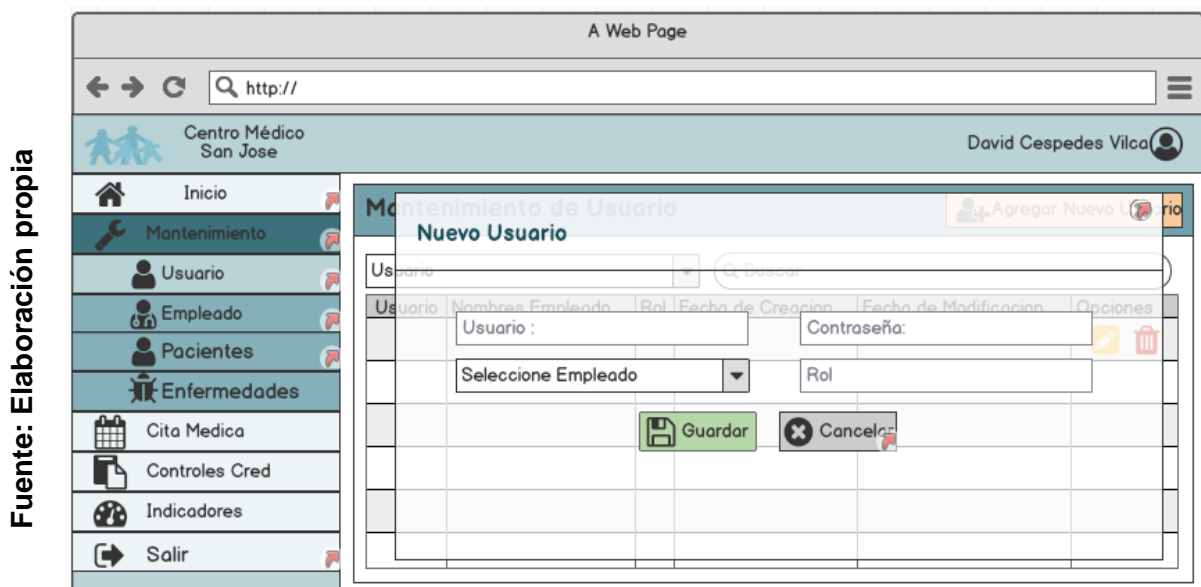 A Web Page
http://
Centro Médico
San Jose
David Cespedes Vilca
Fuente: Elaboración propia
Inicio
Mantenimiento
Usuario
Empleado
Pacientes
Enfermedades
Cita Medica
Controles Cred
Indicadores
Salir
Mantenimiento de Usuario
Agregar Nuevo Usuario
Nuevo Usuario
Usuario
Buscar
Usuario Nombres Empleado Rol Fecha de Creacion Fecha de Modificacion Opciones
Usuario : Contraseña:
Seleccione Empleado Rol
Guardar Cancelar